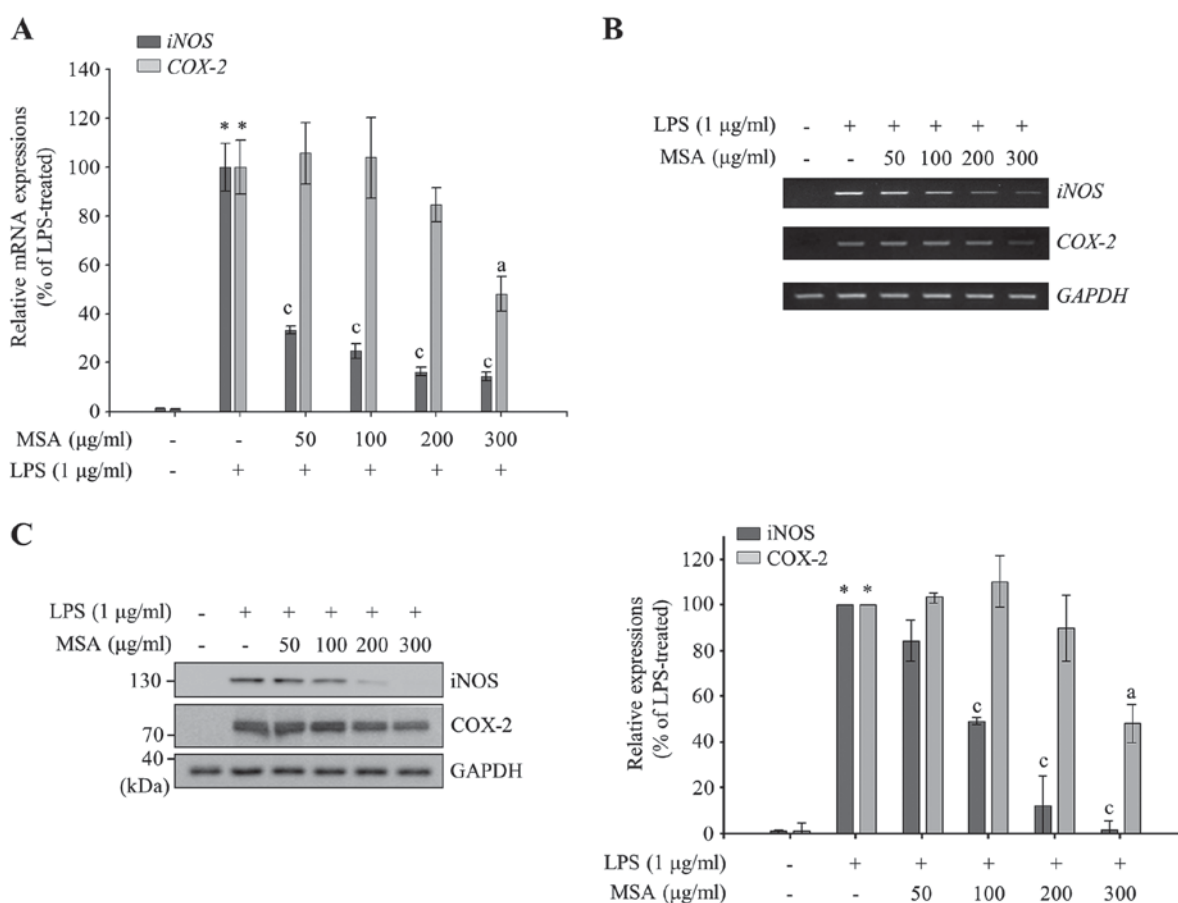 A
iNOS
COX-2
Relative mRNA expressions
(% of LPS-treated)
140
120
100
80
60
40
20
0
* *
c
c
c
c
a
MSA (µg/ml) - - 50 100 200 300
LPS (1 µg/ml) - + + + + +
B
LPS (1 µg/ml) - + + + + +
MSA (µg/ml) - - 50 100 200 300
iNOS
COX-2
GAPDH
C
LPS (1 µg/ml) - + + + + +
MSA (µg/ml) - - 50 100 200 300
130 iNOS
70 COX-2
40
(kDa) GAPDH
iNOS
COX-2
Relative expressions
(% of LPS-treated)
120
100
80
60
40
20
0
* *
c
c
c
a
LPS (1 µg/ml) - + + + + +
MSA (µg/ml) - - 50 100 200 300